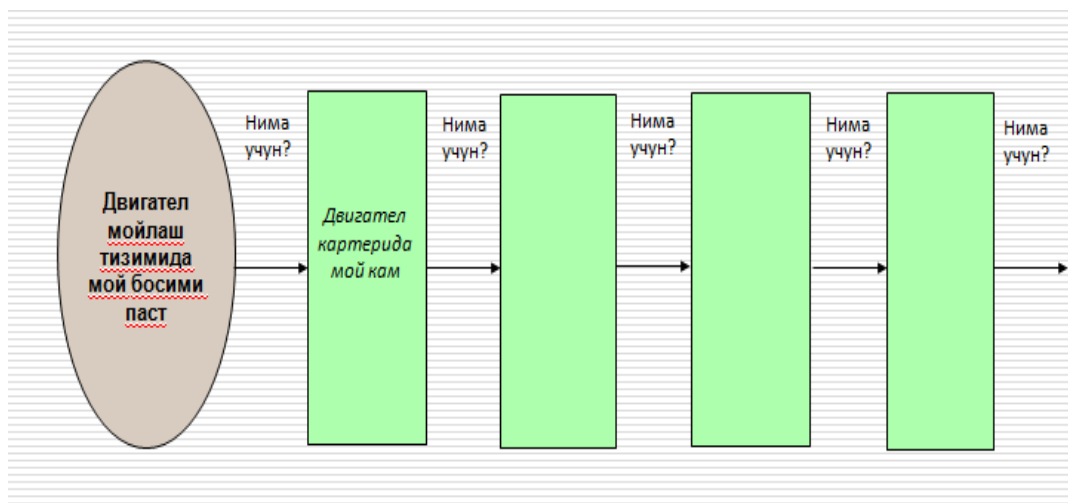 Двигател
мойлаш
тизимида
мой босими
паст
Нима
учун?
Двигател
картерида
мой кам
Нима
учун?
Нима
учун?
Нима
учун?
Нима
учун?